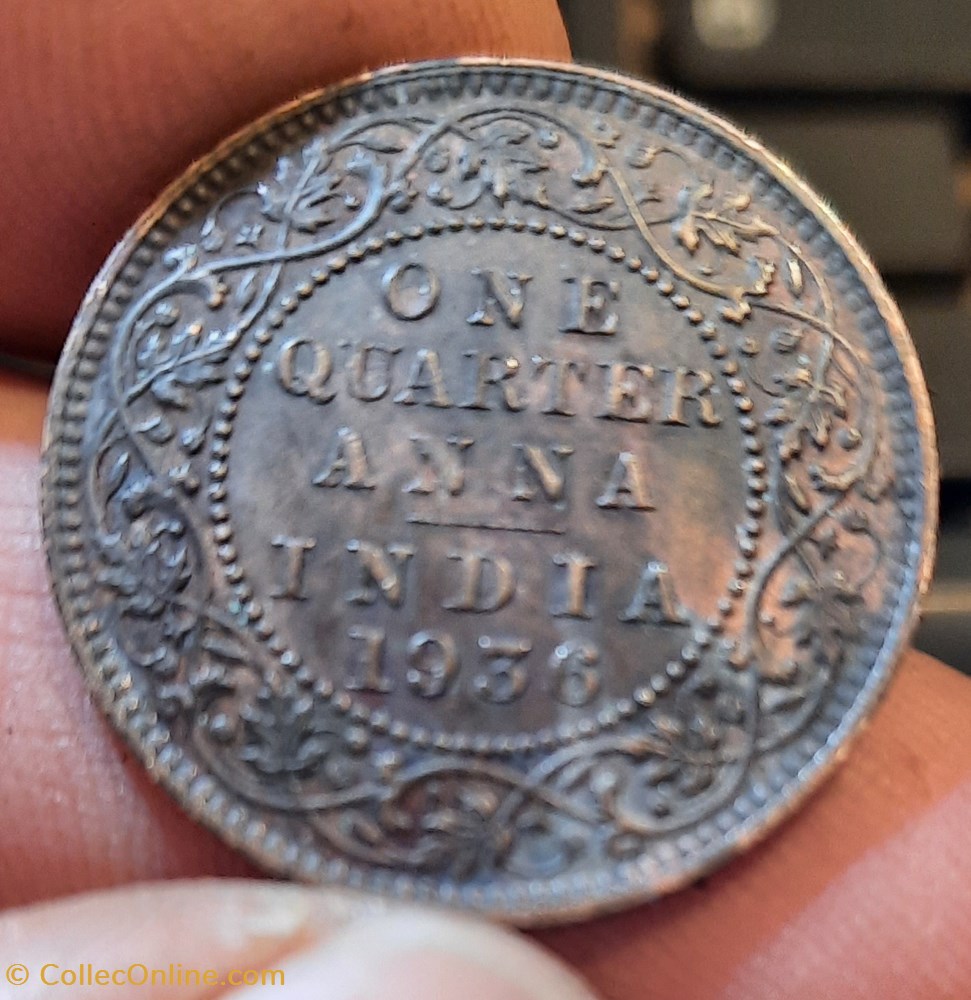 ONE
QUARTER
ANNA
INDIA
1936
© CollecOnline.com